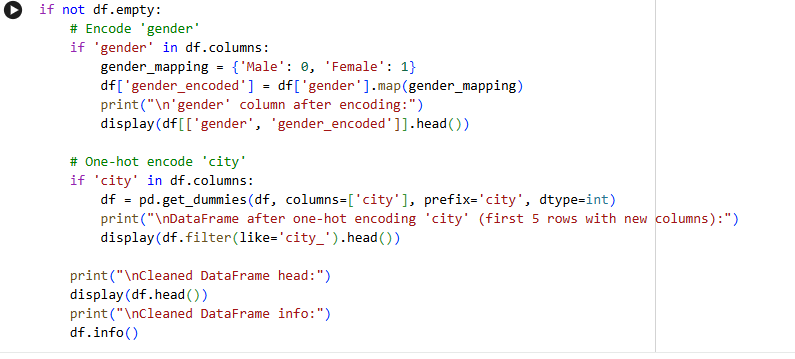 if not df.empty:
    # Encode 'gender'
    if 'gender' in df.columns:
        gender_mapping = {'Male': 0, 'Female': 1}
        df['gender_encoded'] = df['gender'].map(gender_mapping)
        print("\n'gender' column after encoding:")
        display(df[['gender', 'gender_encoded']].head())

    # One-hot encode 'city'
    if 'city' in df.columns:
        df = pd.get_dummies(df, columns=['city'], prefix='city', dtype=int)
        print("\nDataFrame after one-hot encoding 'city' (first 5 rows with new columns):")
        display(df.filter(like='city_').head())

    print("\nCleaned DataFrame head:")
    display(df.head())
    print("\nCleaned DataFrame info:")
    df.info()